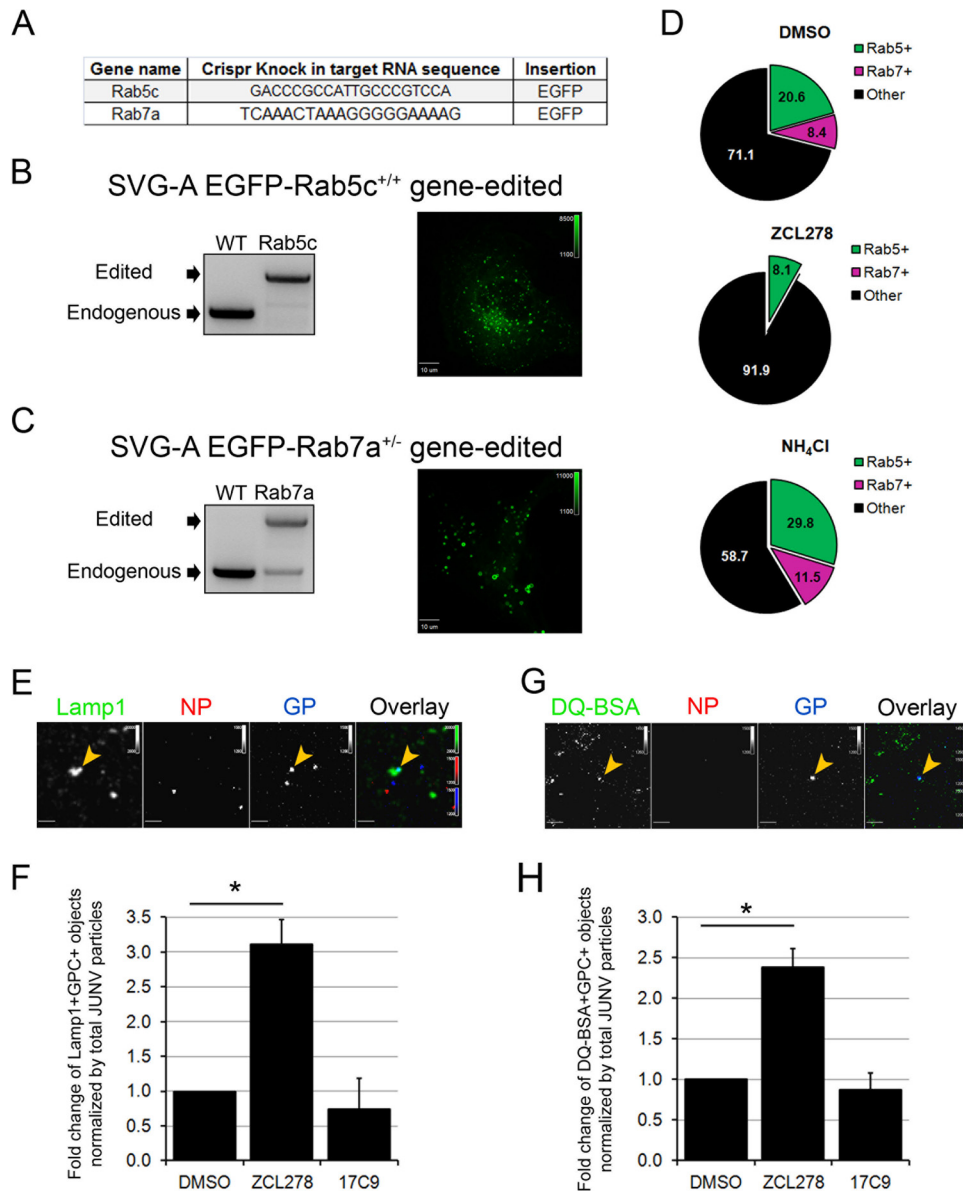 A
Gene name Crispr Knock in target RNA sequence Insertion
Rab5c GACCCGCCATTGCCCGTCCA EGFP
Rab7a TCAAACTAAAGGGGGAAAAG EGFP
B
SVG-A EGFP-Rab5c+/+ gene-edited
WT Rab5c
Edited
Endogenous
8500
1100
10 um
C
SVG-A EGFP-Rab7a+/- gene-edited
WT Rab7a
Edited
Endogenous
11000
1100
10 um
D
DMSO
Rab5+
Rab7+
Other
20.6
8.4
71.1
ZCL278
Rab5+
Rab7+
Other
8.1
91.9
NH4Cl
Rab5+
Rab7+
Other
29.8
11.5
58.7
E
Lamp1 NP GP Overlay
F
Fold change of Lamp1+GPC+ objects
normalized by total JUNV particles
*
3.5
3.0
2.5
2.0
1.5
1.0
0.5
0.0
DMSO ZCL278 17C9
G
DQ-BSA NP GP Overlay
H
Fold change of DQ-BSA+GPC+ objects
normalized by total JUNV particles
*
3.0
2.5
2.0
1.5
1.0
0.5
0.0
DMSO ZCL278 17C9